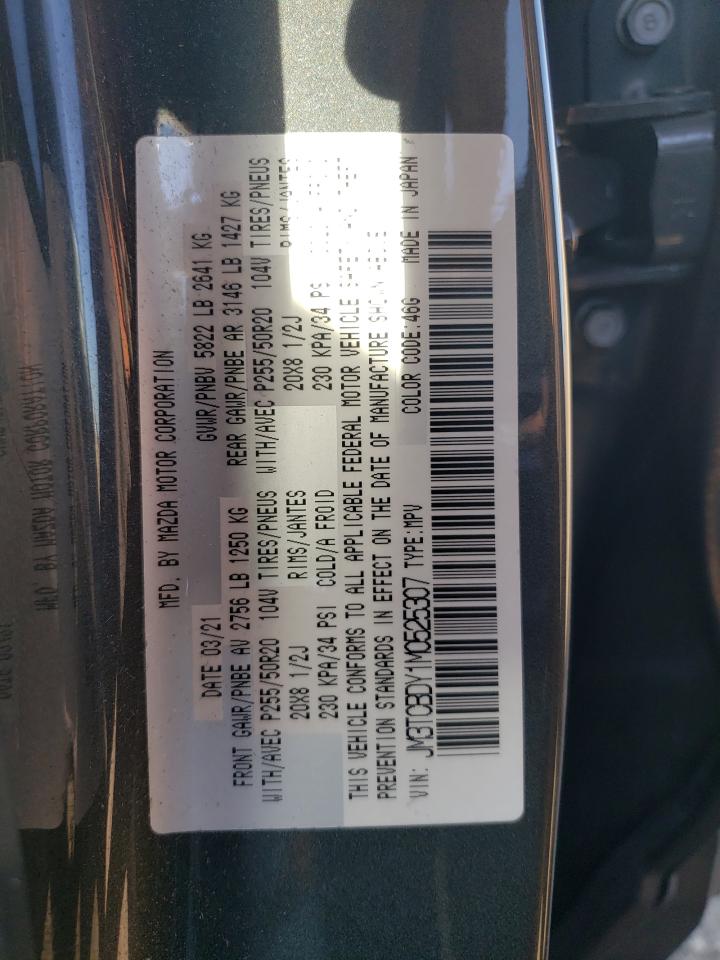 MFD. BY MAZDA MOTOR CORPORATION
DATE 03/21 GVWR/PNBV 5822 LB 2641 KG
FRONT GAWR/PNBE AV 2756 LB 1250 KG REAR GAWR/PNBE AR 3146 LB 1427 KG
WITH/AVEC P255/50R20 104V TIRES/PNEUS WITH/AVEC P255/50R20 104V TIRES/PNEUS
20X8 1/2J RIMS/JANTES 20X8 1/2J RIMS/JANTES
230 KPA/34 PSI COLD/A FROID 230 KPA/34 PS
THIS VEHICLE CONFORMS TO ALL APPLICABLE FEDERAL MOTOR VEHICLE
PREVENTION STANDARDS IN EFFECT ON THE DATE OF MANUFACTURE SHOWN
VIN: JM3TCBDY1M0525307 TYPE:MPV COLOR CODE:46G MADE IN JAPAN